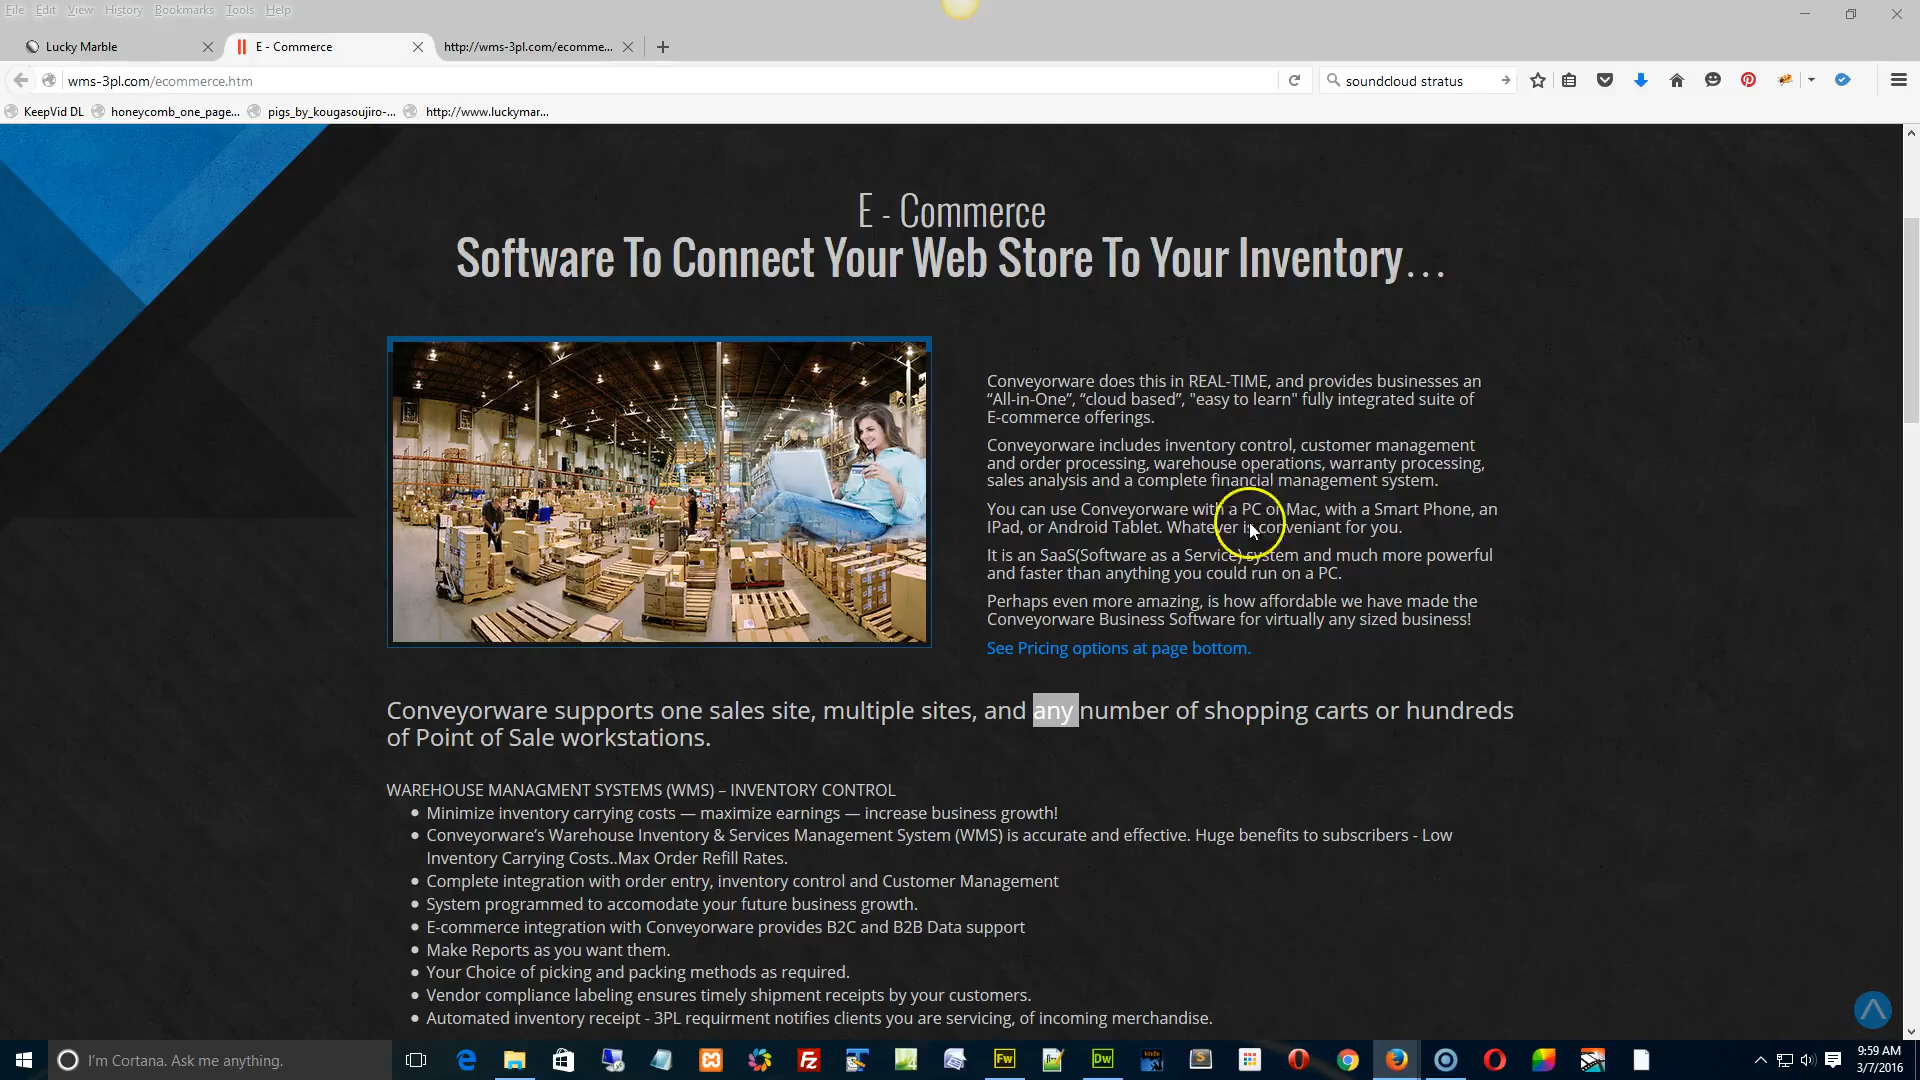 File Edit View History Bookmarks Tools Help
Lucky Marble
E - Commerce
http://wms-3pl.com/ecomme...
wms-3pl.com/ecommerce.htm
soundcloud stratus
KeepVid DL
honeycomb_one_page...
pigs_by_kougasoujiro-...
http://www.luckymar...
E - Commerce
Software To Connect Your Web Store To Your Inventory...
Conveyorware does this in REAL-TIME, and provides businesses an
“All-in-One”, “cloud based”, "easy to learn" fully integrated suite of
E-commerce offerings.
Conveyorware includes inventory control, customer management
and order processing, warehouse operations, warranty processing,
sales analysis and a complete financial management system.
You can use Conveyorware with a PC or Mac, with a Smart Phone, an
IPad, or Android Tablet. Whatever is conveniant for you.
It is an SaaS(Software as a Service) system and much more powerful
and faster than anything you could run on a PC.
Perhaps even more amazing, is how affordable we have made the
Conveyorware Business Software for virtually any sized business!
See Pricing options at page bottom.
Conveyorware supports one sales site, multiple sites, and any number of shopping carts or hundreds
of Point of Sale workstations.
WAREHOUSE MANAGMENT SYSTEMS (WMS) – INVENTORY CONTROL
Minimize inventory carrying costs — maximize earnings — increase business growth!
Conveyorware’s Warehouse Inventory & Services Management System (WMS) is accurate and effective. Huge benefits to subscribers - Low
Inventory Carrying Costs..Max Order Refill Rates.
Complete integration with order entry, inventory control and Customer Management
System programmed to accomodate your future business growth.
E-commerce integration with Conveyorware provides B2C and B2B Data support
Make Reports as you want them.
Your Choice of picking and packing methods as required.
Vendor compliance labeling ensures timely shipment receipts by your customers.
Automated inventory receipt - 3PL requirment notifies clients you are servicing, of incoming merchandise.
I'm Cortana. Ask me anything.
Fw
Dw
kindle
S
9:59 AM
3/7/2016